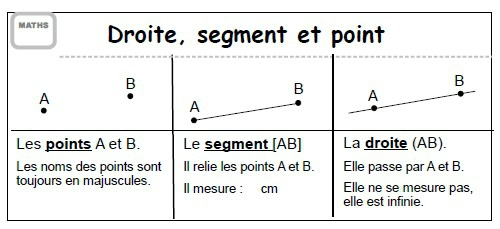 MATHS
Droite, segment et point
A
B
A
B
A
B
Les points A et B.
Les noms des points sont
toujours en majuscules.
Le segment [AB]
Il relie les points A et B.
Il mesure : cm
La droite (AB).
Elle passe par A et B.
Elle ne se mesure pas,
elle est infinie.